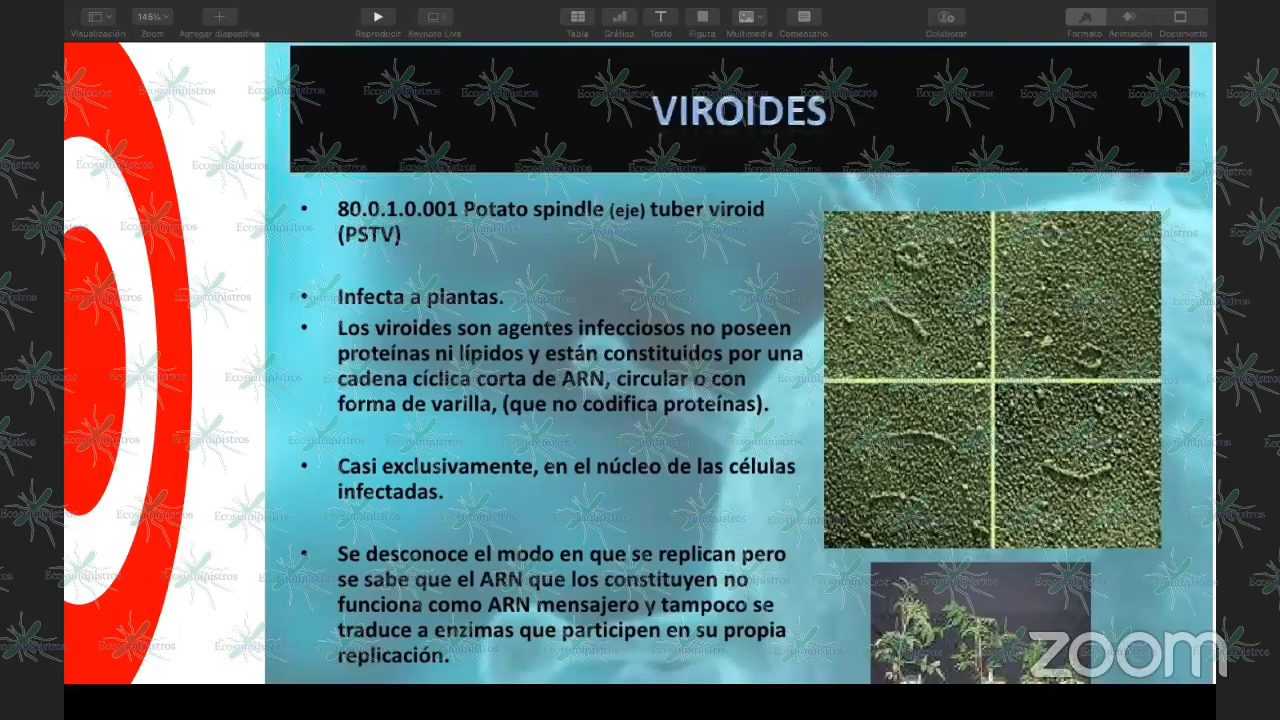 145%
Visualización
Zoom
Agregar diapositiva
Reproducir
Keynote Live
Tabla
Gráfico
Texto
Figura
Multimedia
Comentario
Colaborar
Formato
Animación
Documento
VIROIDES
• 80.0.1.0.001 Potato spindle (eje) tuber viroid
(PSTV)
• Infecta a plantas.
• Los viroides son agentes infecciosos no poseen
proteínas ni lípidos y están constituidos por una
cadena cíclica corta de ARN, circular o con
forma de varilla, (que no codifica proteínas).
• Casi exclusivamente, en el núcleo de las células
infectadas.
• Se desconoce el modo en que se replican pero
se sabe que el ARN que los constituyen no
funciona como ARN mensajero y tampoco se
traduce a enzimas que participen en su propia
replicación.
Ecosuministros
zoom